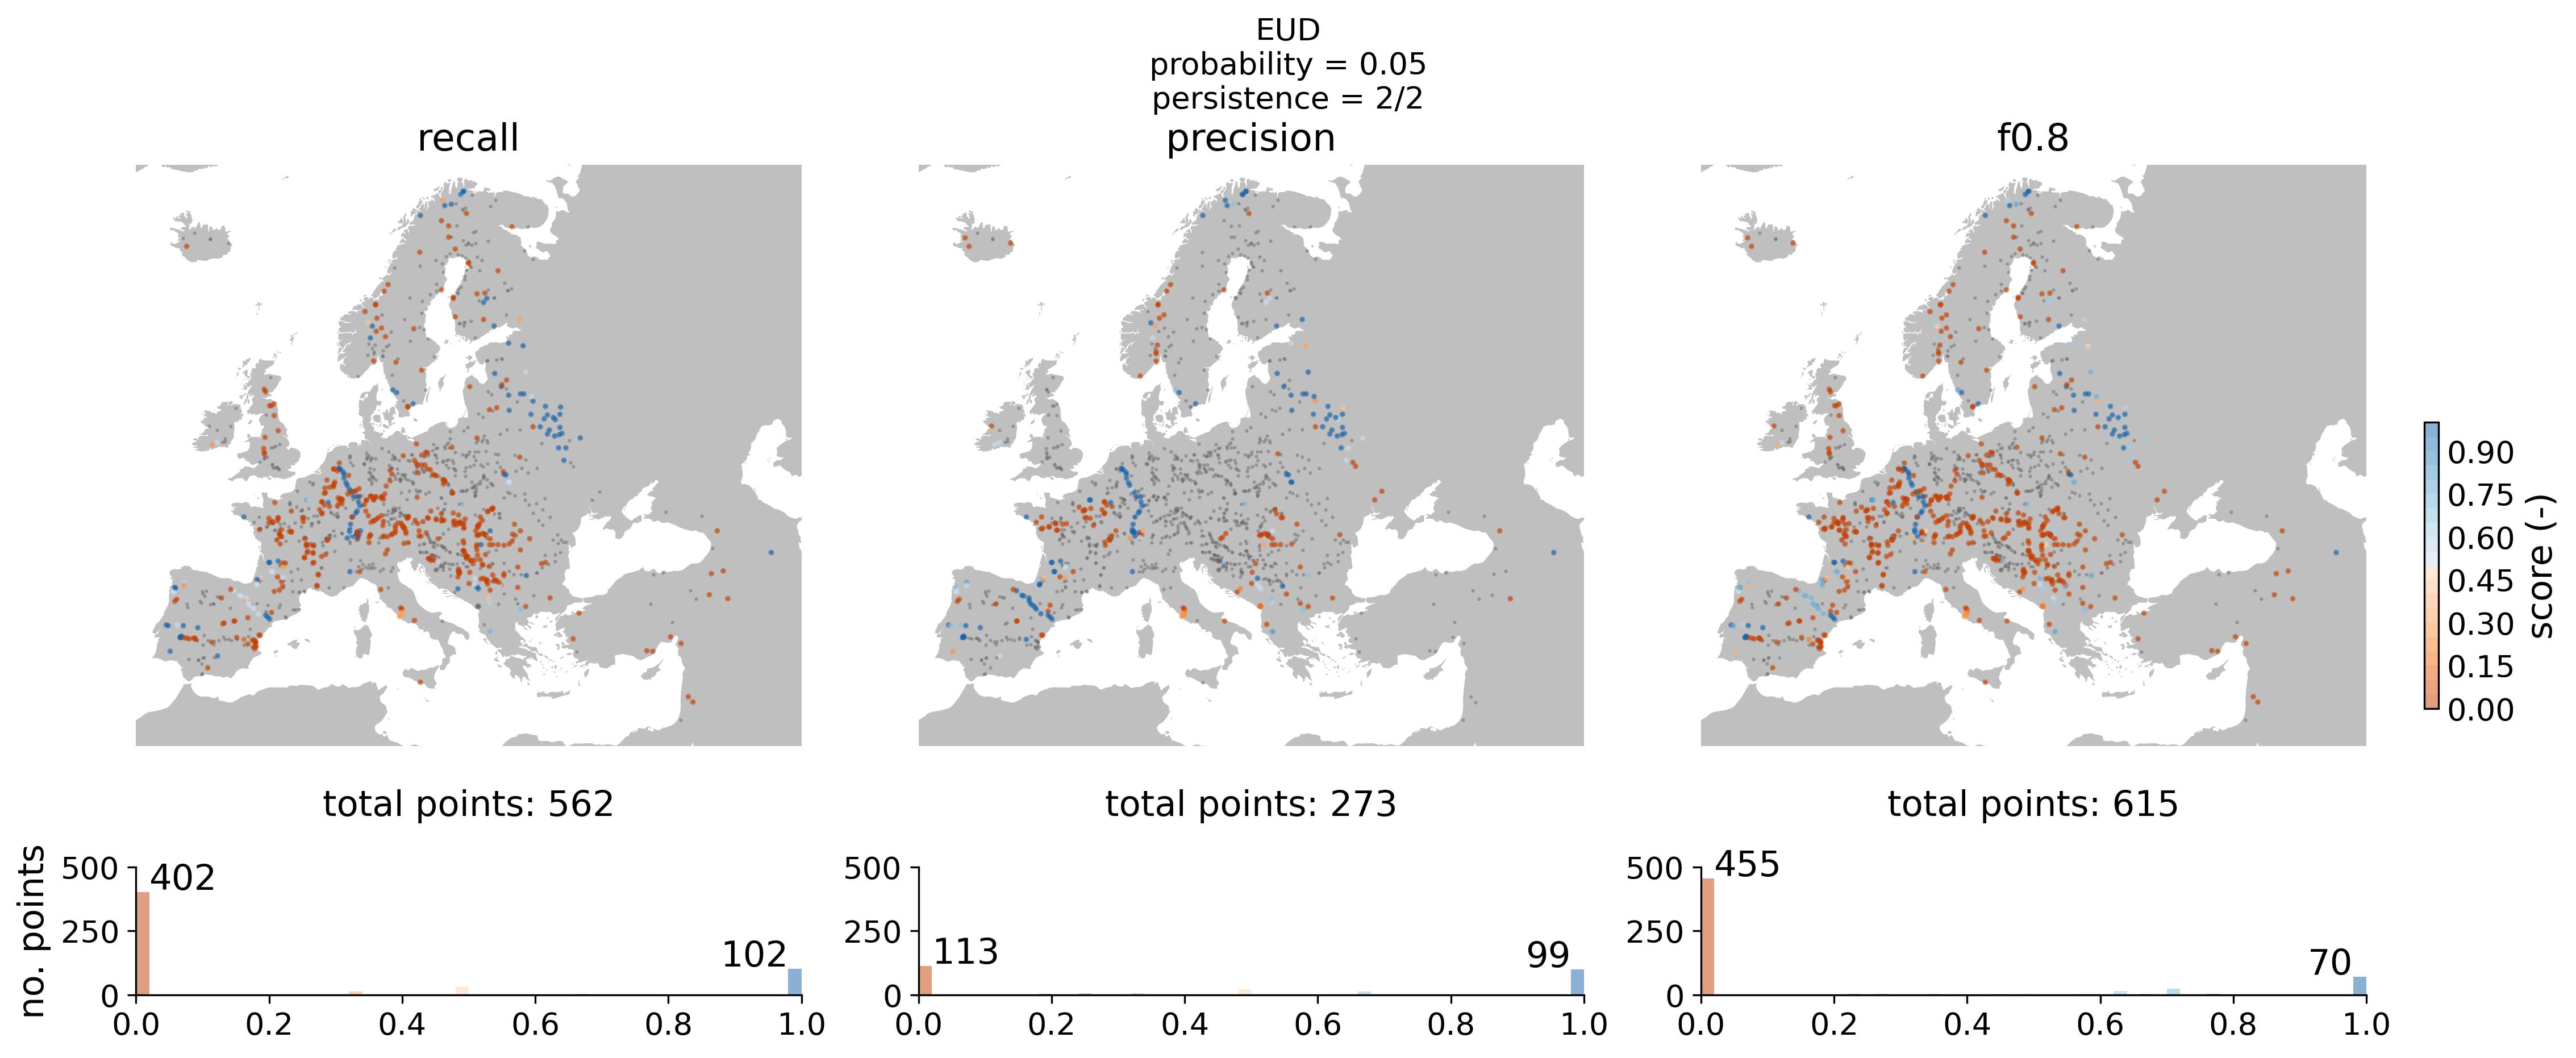 EUD
probability = 0.05
persistence = 2/2
recall
precision
f0.8
0.90
0.75
0.60
0.45
0.30
0.15
0.00
score (-)
total points: 562
total points: 273
total points: 615
no. points
500
250
0
402
102
0.0 0.2 0.4 0.6 0.8 1.0
500
250
0
113
99
0.0 0.2 0.4 0.6 0.8 1.0
500
250
0
455
70
0.0 0.2 0.4 0.6 0.8 1.0